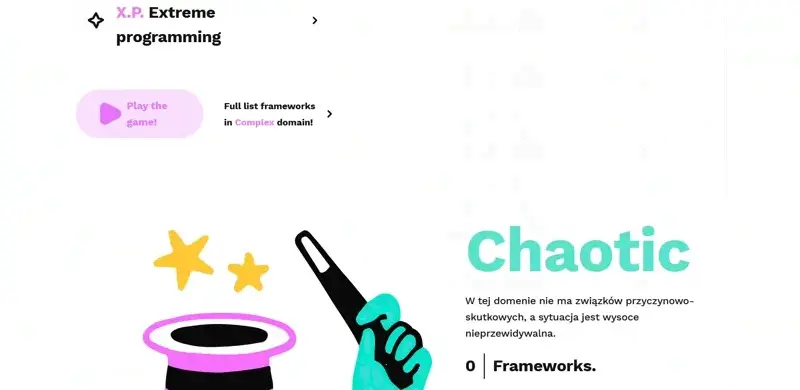 X.P. Extreme
programming
Play the
game!
Full list frameworks
in Complex domain!
Chaotic
W tej domenie nie ma związków przyczynowo-
skutkowych, a sytuacja jest wysoce
nieprzewidywalna.
0 | Frameworks.